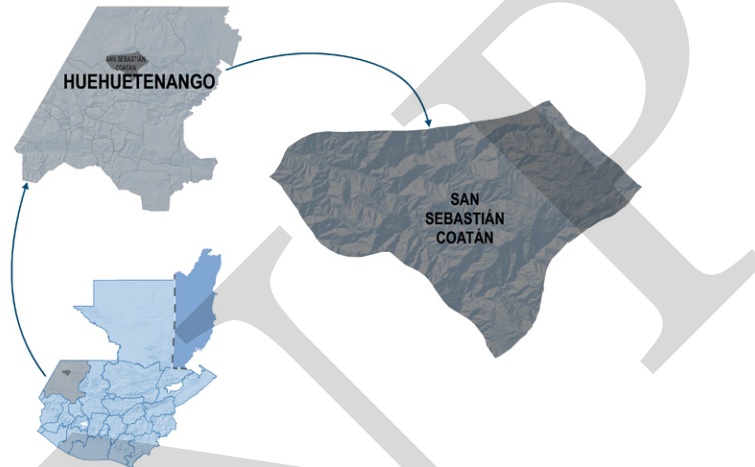 SAN SEBASTIÁN
COATÁN
HUEHUETENANGO
SAN
SEBASTIÁN
COATÁN